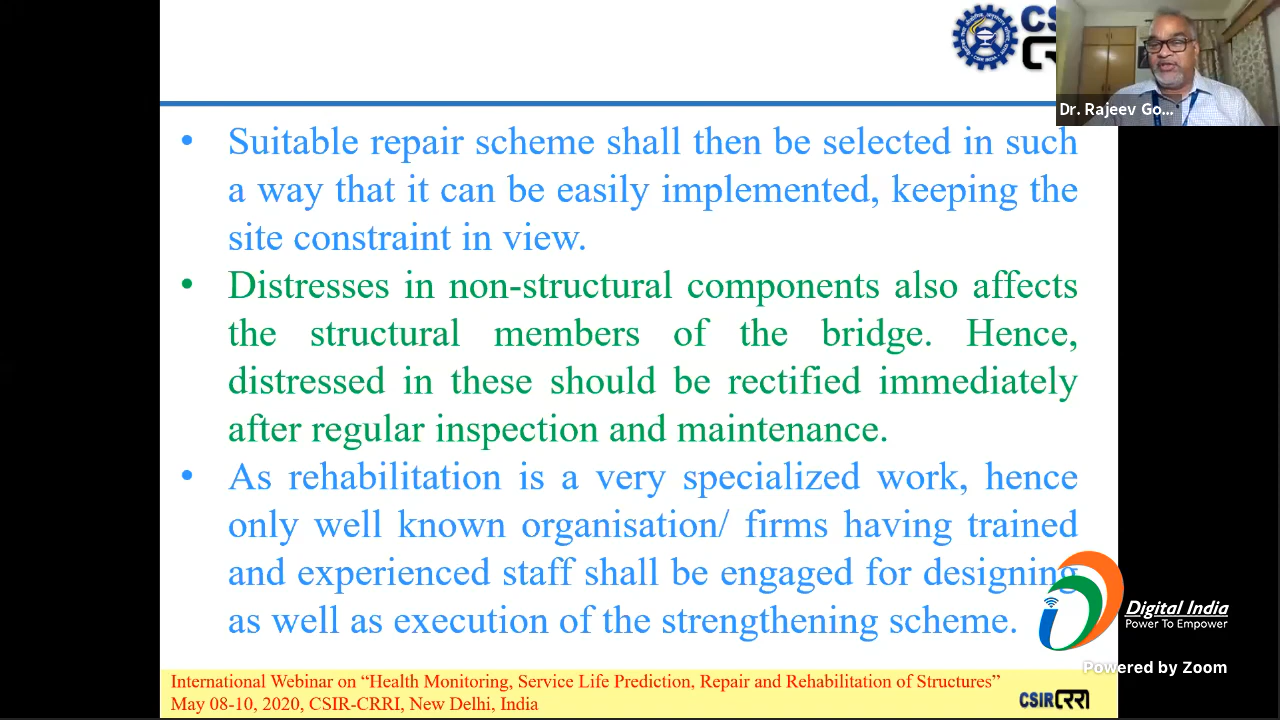 CS
CR
Dr. Rajeev Go...
• Suitable repair scheme shall then be selected in such
a way that it can be easily implemented, keeping the
site constraint in view.
• Distresses in non-structural components also affects
the structural members of the bridge. Hence,
distressed in these should be rectified immediately
after regular inspection and maintenance.
• As rehabilitation is a very specialized work, hence
only well known organisation/ firms having trained
and experienced staff shall be engaged for designing
as well as execution of the strengthening scheme.
Digital India
Power To Empower
Powered by Zoom
International Webinar on “Health Monitoring, Service Life Prediction, Repair and Rehabilitation of Structures”
May 08-10, 2020, CSIR-CRRI, New Delhi, India
CSIR CRRI